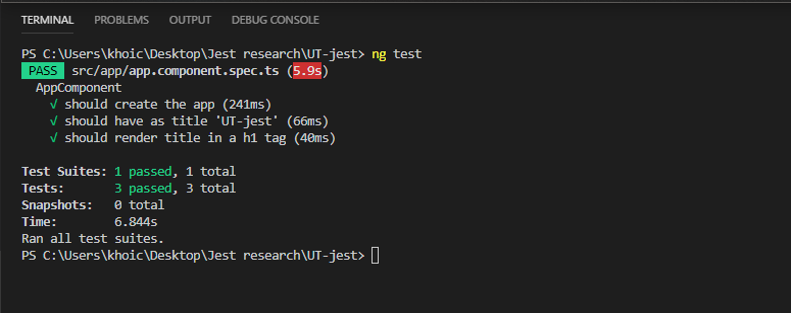 TERMINAL PROBLEMS OUTPUT DEBUG CONSOLE
PS C:\Users\khoic\Desktop\Jest research\UT-jest> ng test
PASS src/app/app.component.spec.ts (5.9s)
AppComponent
√ should create the app (241ms)
√ should have as title 'UT-jest' (66ms)
√ should render title in a h1 tag (40ms)
Test Suites: 1 passed, 1 total
Tests: 3 passed, 3 total
Snapshots: 0 total
Time: 6.844s
Ran all test suites.
PS C:\Users\khoic\Desktop\Jest research\UT-jest>